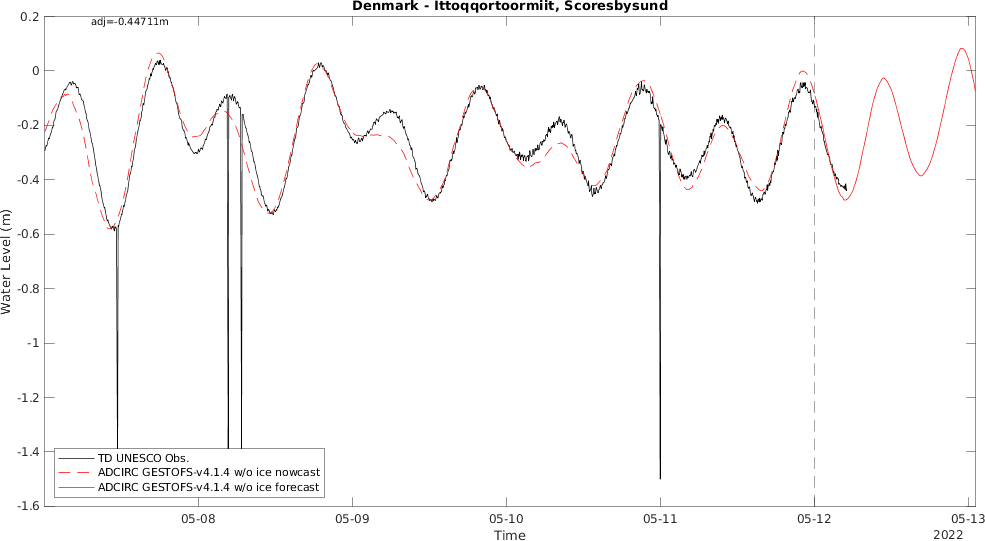 Denmark - Ittoqqortoormiit, Scoresbysund
adj=-0.44711m
0.2
0
-0.2
-0.4
-0.6
-0.8
-1
-1.2
-1.4
-1.6
Water Level (m)
TD UNESCO Obs.
ADCIRC GESTOFS-v4.1.4 w/o ice nowcast
ADCIRC GESTOFS-v4.1.4 w/o ice forecast
05-08 05-09 05-10 05-11 05-12 05-13
Time
2022